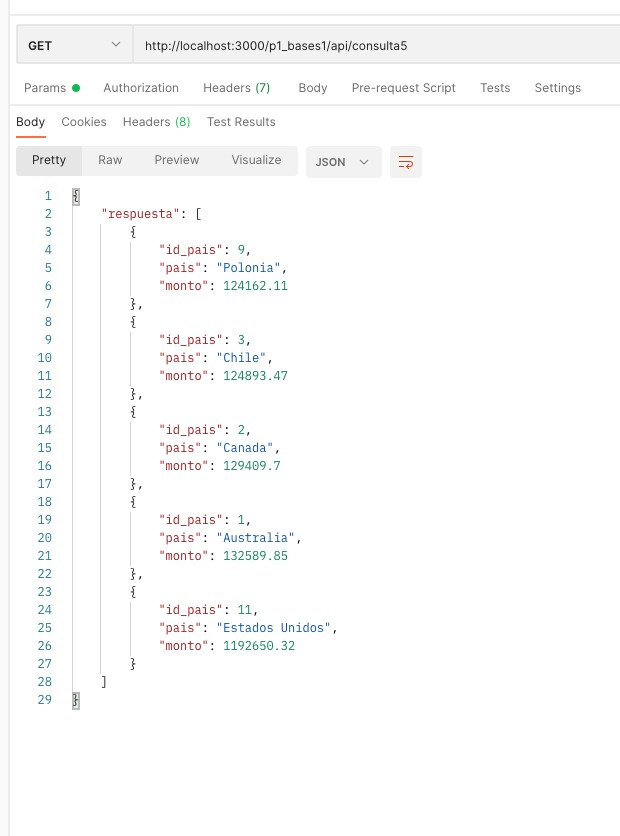 GET http://localhost:3000/p1_bases1/api/consulta5
Params Authorization Headers (7) Body Pre-request Script Tests Settings
Body Cookies Headers (8) Test Results
Pretty Raw Preview Visualize JSON
1 {
2 "respuesta": [
3 {
4 "id_pais": 9,
5 "pais": "Polonia",
6 "monto": 124162.11
7 },
8 {
9 "id_pais": 3,
10 "pais": "Chile",
11 "monto": 124893.47
12 },
13 {
14 "id_pais": 2,
15 "pais": "Canada",
16 "monto": 129409.7
17 },
18 {
19 "id_pais": 1,
20 "pais": "Australia",
21 "monto": 132589.85
22 },
23 {
24 "id_pais": 11,
25 "pais": "Estados Unidos",
26 "monto": 1192650.32
27 }
28 ]
29 }